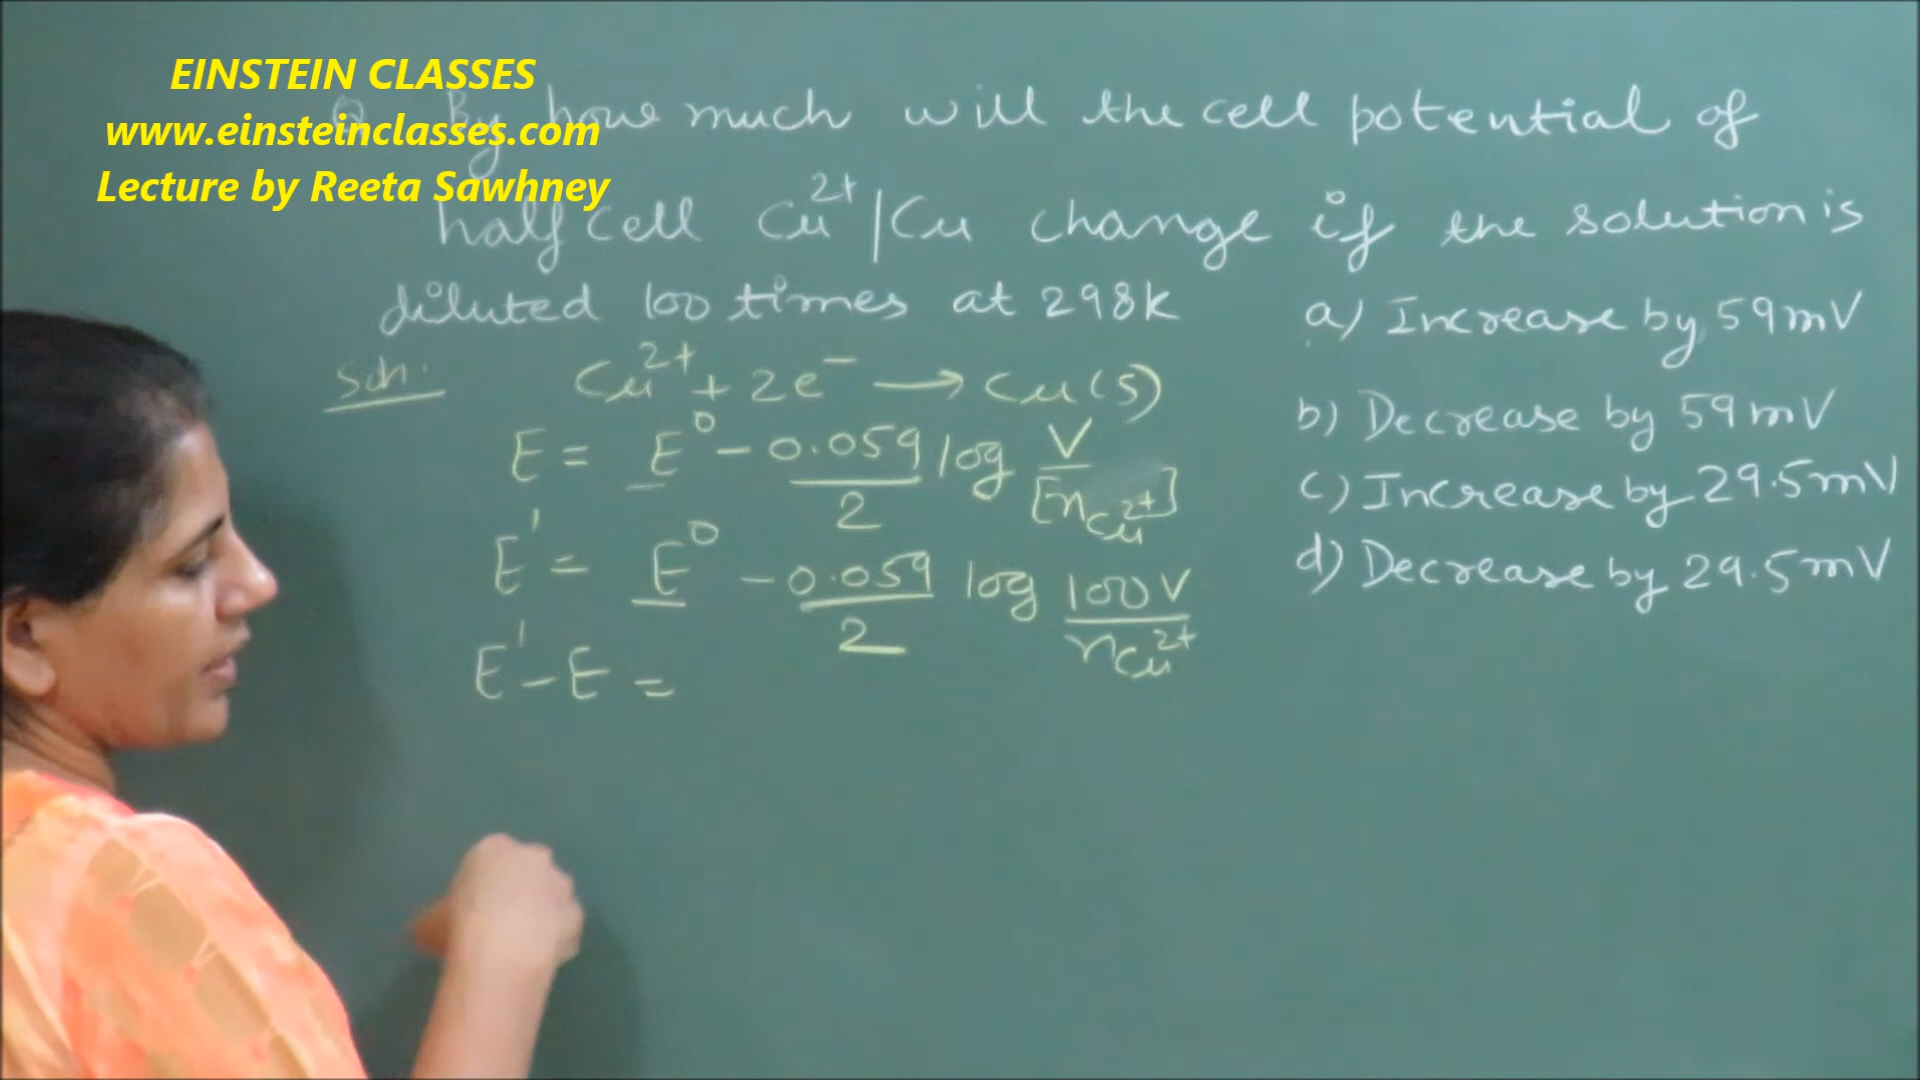 EINSTEIN CLASSES
www.einsteinclasses.com
Lecture by Reeta Sawhney
Q. By how much will the cell potential of
half cell Cu²⁺/Cu change if the solution is
diluted 100 times at 298k
a) Increase by 59mV
b) Decrease by 59mV
c) Increase by 29.5mV
d) Decrease by 29.5mV
Soln.
Cu²⁺ + 2e⁻ → Cu(s)
E = E⁰ - 0.059/2 log V/[nCu²⁺]
E' = E⁰ - 0.059/2 log 100V/nCu²⁺
E' - E =